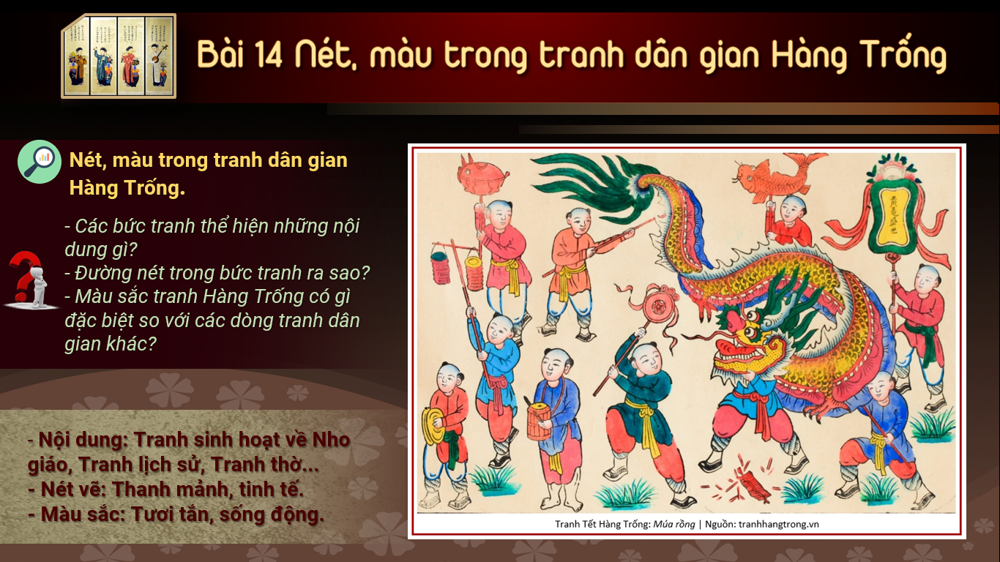 Bài 14 Nét, màu trong tranh dân gian Hàng Trống
Nét, màu trong tranh dân gian
Hàng Trống.
- Các bức tranh thể hiện những nội
dung gì?
- Đường nét trong bức tranh ra sao?
- Màu sắc tranh Hàng Trống có gì
đặc biệt so với các dòng tranh dân
gian khác?
- Nội dung: Tranh sinh hoạt về Nho
giáo, Tranh lịch sử, Tranh thờ...
- Nét vẽ: Thanh mảnh, tinh tế.
- Màu sắc: Tươi tắn, sống động.
Tranh Tết Hàng Trống: Múa rồng | Nguồn: tranhhangtrong.vn